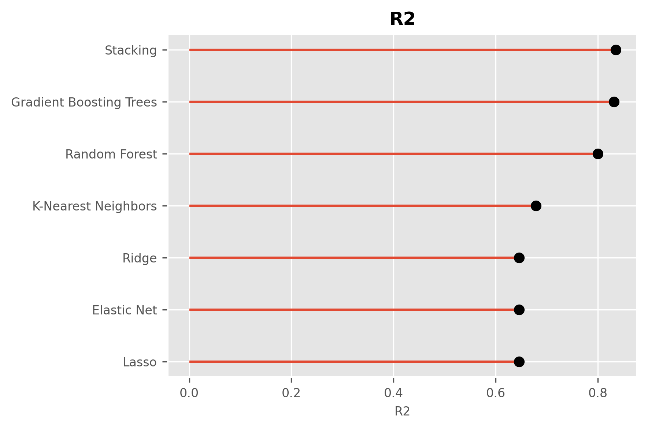 R2
Stacking
Gradient Boosting Trees
Random Forest
K-Nearest Neighbors
Ridge
Elastic Net
Lasso
0.0 0.2 0.4 0.6 0.8
R2